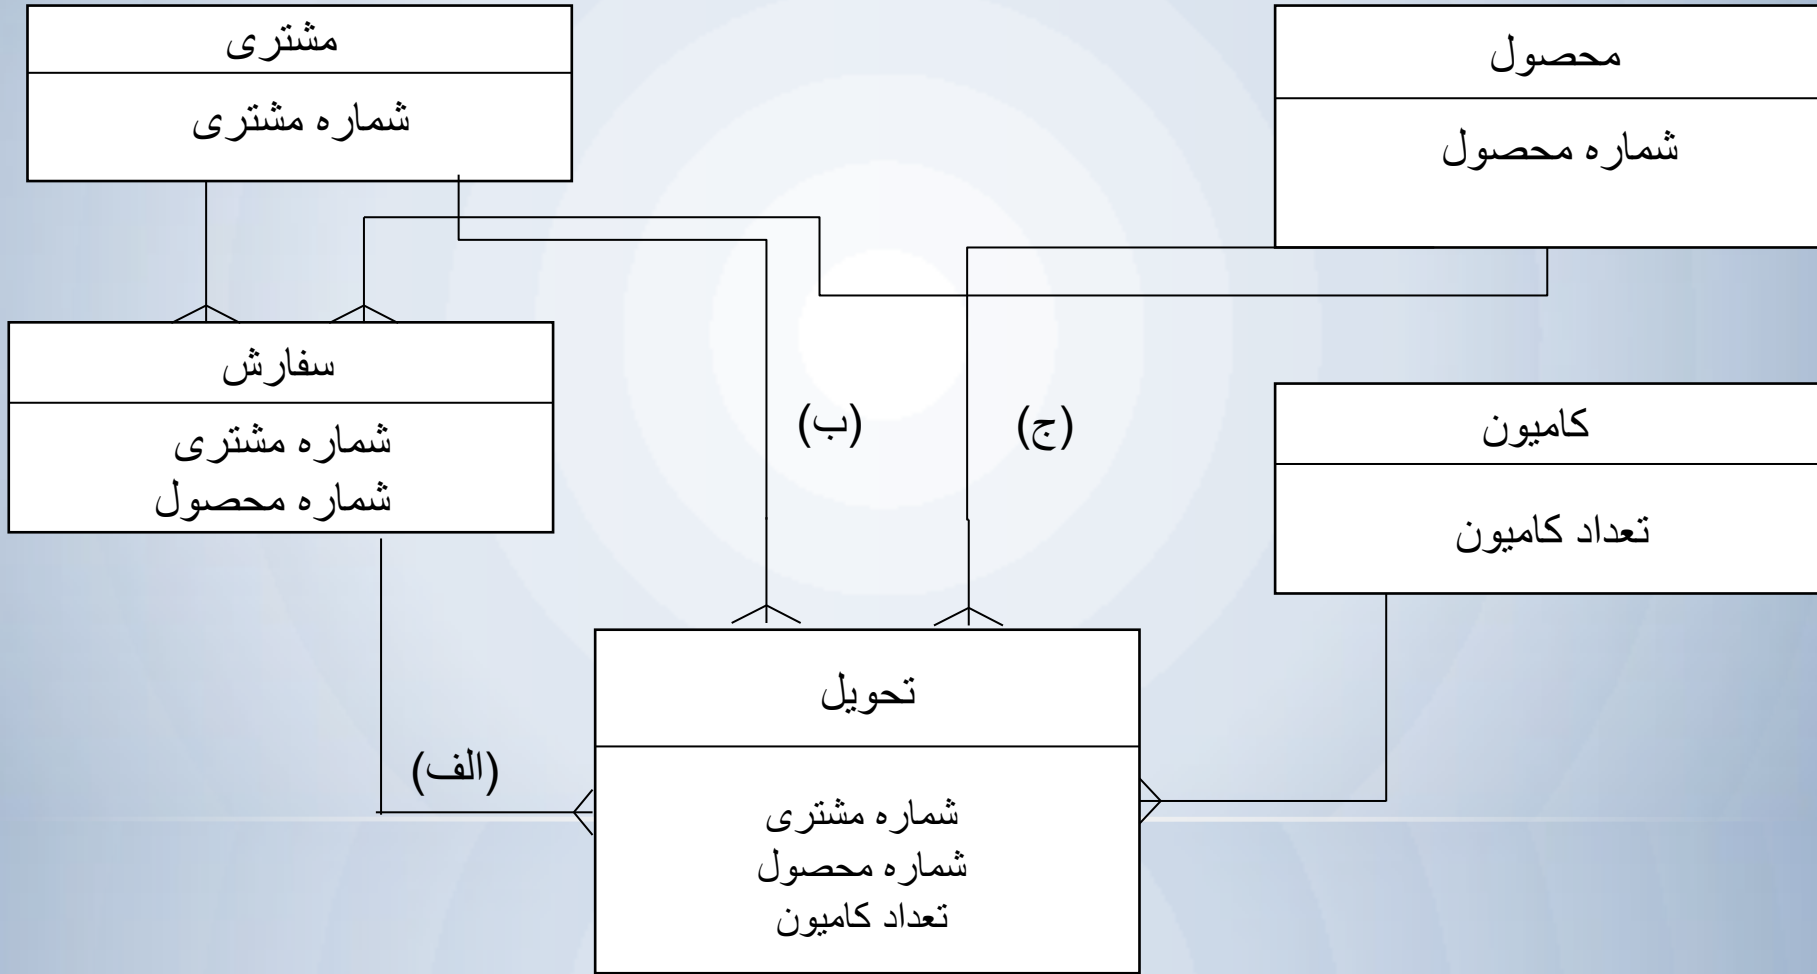 مشتری
شماره مشتری
محصول
شماره محصول
سفارش
شماره مشتری
شماره محصول
(ب)
(ج)
کامیون
تعداد کامیون
تحویل
شماره مشتری
شماره محصول
تعداد کامیون
(الف)